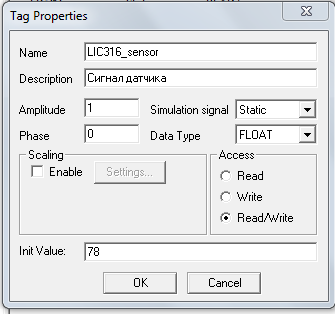 Tag Properties
Name LIC316_sensor
Description Сигнал датчика
Amplitude 1 Simulation signal Static
Phase 0 Data Type FLOAT
Scaling Access
Enable Settings... Read
Write
Read/Write
Init Value: 78
OK Cancel